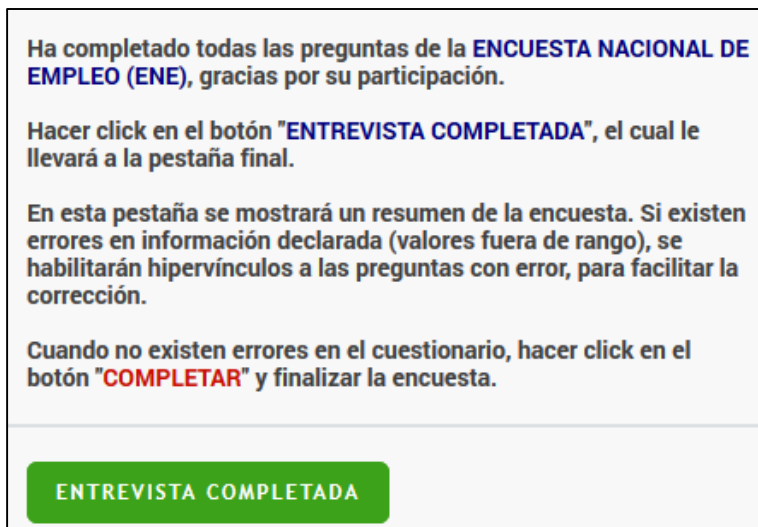 Ha completado todas las preguntas de la ENCUESTA NACIONAL DE
EMPLEO (ENE), gracias por su participación.
Hacer click en el botón "ENTREVISTA COMPLETADA", el cual le
llevará a la pestaña final.
En esta pestaña se mostrará un resumen de la encuesta. Si existen
errores en información declarada (valores fuera de rango), se
habilitarán hipervínculos a las preguntas con error, para facilitar la
corrección.
Cuando no existen errores en el cuestionario, hacer click en el
botón "COMPLETAR" y finalizar la encuesta.
ENTREVISTA COMPLETADA